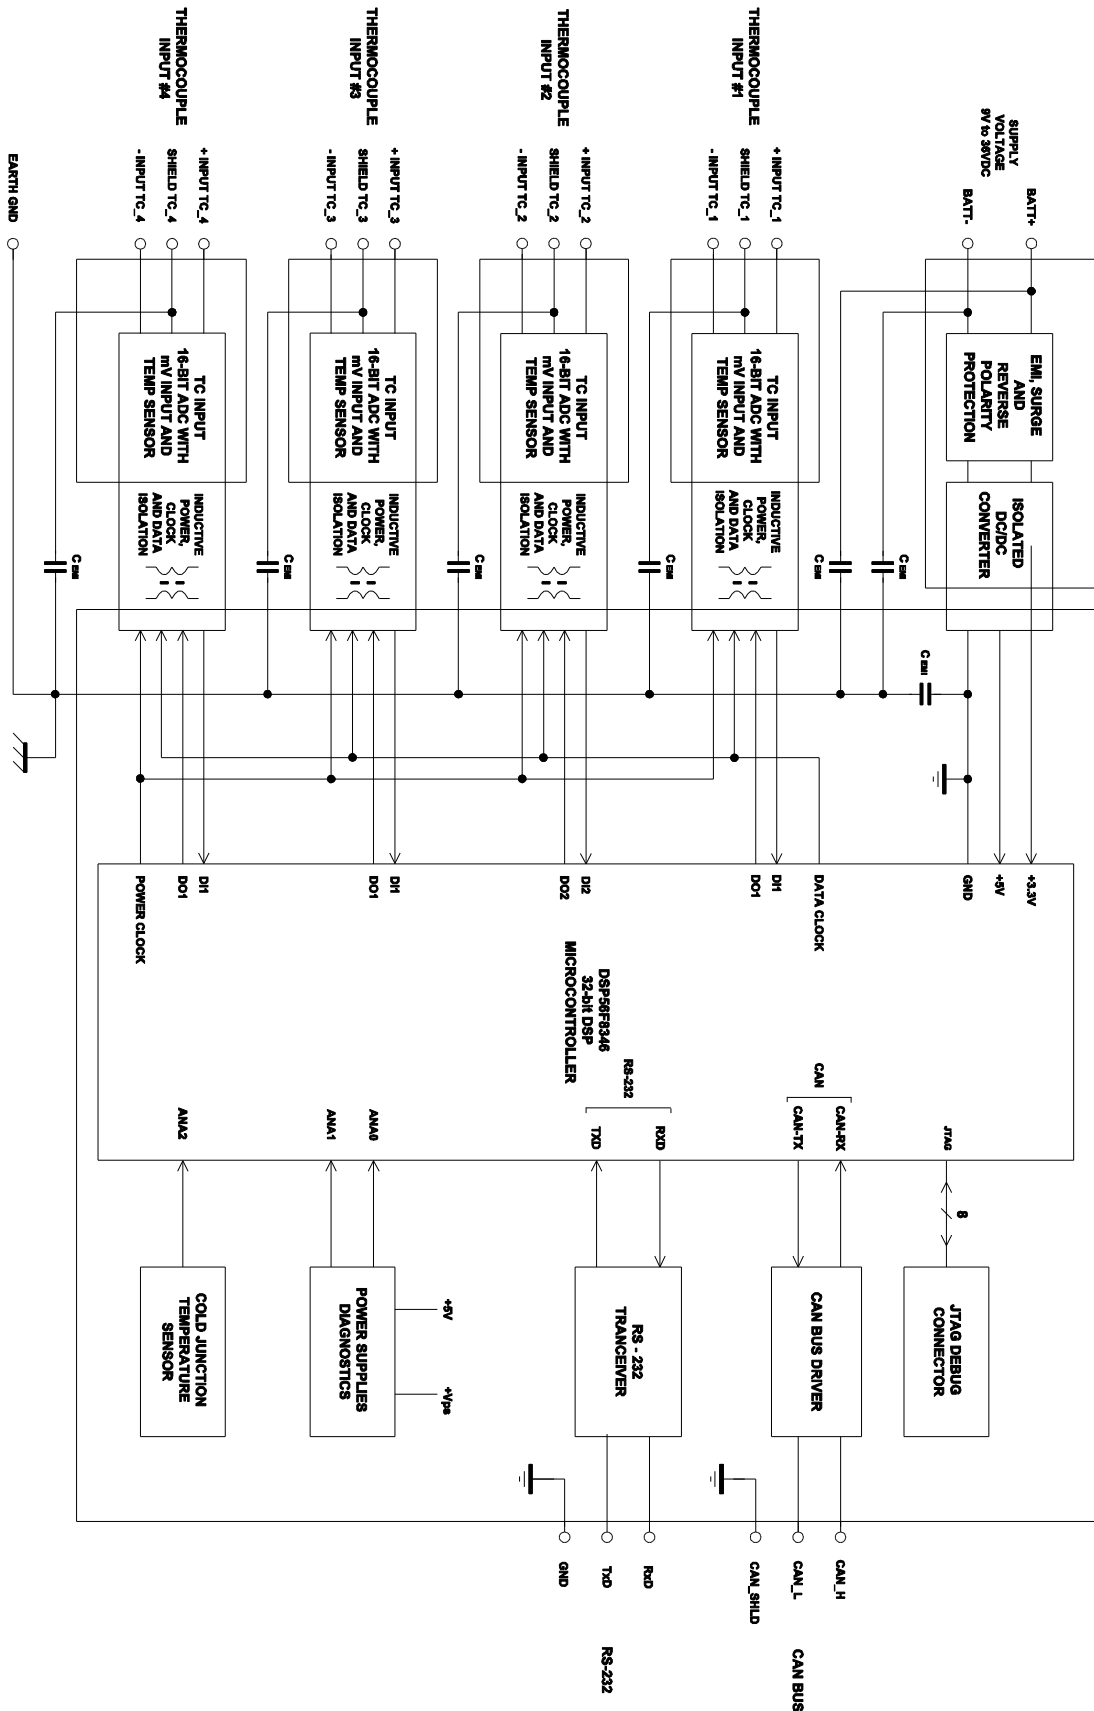 SUPPLY
VOLTAGE
9V to 36VDC
BATT+
BATT-
EMI, SURGE
AND
REVERSE
POLARITY
PROTECTION
ISOLATED
DC/DC
CONVERTER
C EMI
C EMI
C EMI
+3.3V
+5V
GND
JTAG
8
JTAG DEBUG
CONNECTOR
THERMOCOUPLE
INPUT #1
+ INPUT TC_1
SHIELD TC_1
- INPUT TC_1
TC INPUT
16-BIT ADC WITH
mV INPUT AND
TEMP SENSOR
INDUCTIVE
POWER,
CLOCK
AND DATA
ISOLATION
C EMI
DATA CLOCK
DI1
DO1
CAN
CAN-RX
CAN-TX
CAN BUS DRIVER
CAN_H
CAN_L
CAN_SHLD
CAN BUS
THERMOCOUPLE
INPUT #2
+ INPUT TC_2
SHIELD TC_2
- INPUT TC_2
TC INPUT
16-BIT ADC WITH
mV INPUT AND
TEMP SENSOR
INDUCTIVE
POWER,
CLOCK
AND DATA
ISOLATION
C EMI
DI2
DO2
DSP56F8346
32-bit DSP
MICROCONTROLLER
RS-232
RXD
TXD
RS - 232
TRANCEIVER
RxD
TxD
GND
RS-232
THERMOCOUPLE
INPUT #3
+ INPUT TC_3
SHIELD TC_3
- INPUT TC_3
TC INPUT
16-BIT ADC WITH
mV INPUT AND
TEMP SENSOR
INDUCTIVE
POWER,
CLOCK
AND DATA
ISOLATION
C EMI
DI1
DO1
ANA0
ANA1
+5V
+Vps
POWER SUPPLIES
DIAGNOSTICS
THERMOCOUPLE
INPUT #4
+ INPUT TC_4
SHIELD TC_4
- INPUT TC_4
TC INPUT
16-BIT ADC WITH
mV INPUT AND
TEMP SENSOR
INDUCTIVE
POWER,
CLOCK
AND DATA
ISOLATION
C EMI
DI1
DO1
POWER CLOCK
ANA2
COLD JUNCTION
TEMPERATURE
SENSOR
EARTH GND